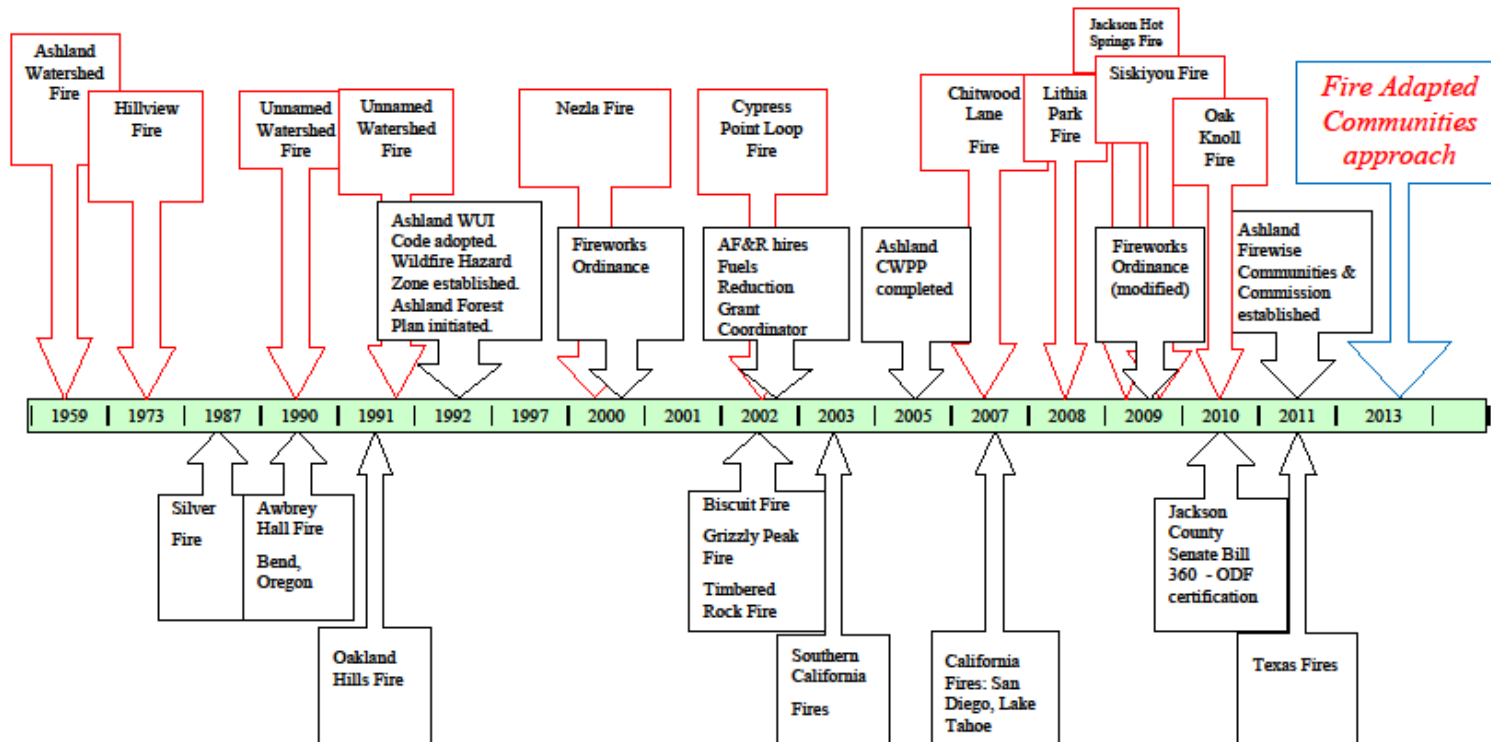 Ashland
Watershed
Fire
Hillview
Fire
Unnamed
Watershed
Fire
Unnamed
Watershed
Fire
Nezla Fire
Cypress
Point Loop
Fire
Chitwood
Lane
Fire
Lithia
Park
Fire
Jackson Hot
Springs Fire
Siskiyou Fire
Oak
Knoll
Fire
Fire Adapted
Communities
approach
Ashland WUI
Code adopted.
Wildfire Hazard
Zone established.
Ashland Forest
Plan initiated.
Fireworks
Ordinance
AF&R hires
Fuels
Reduction
Grant
Coordinator
Ashland
CWPP
completed
Fireworks
Ordinance
(modified)
Ashland
Firewise
Communities &
Commission
established
1959 1973 1987 1990 1991 1992 1997 2000 2001 2002 2003 2005 2007 2008 2009 2010 2011 2013
Silver
Fire
Awbrey
Hall Fire
Bend,
Oregon
Oakland
Hills Fire
Biscuit Fire
Grizzly Peak
Fire
Timbered
Rock Fire
Southern
California
Fires
California
Fires: San
Diego, Lake
Tahoe
Jackson
County
Senate Bill
360 - ODF
certification
Texas Fires